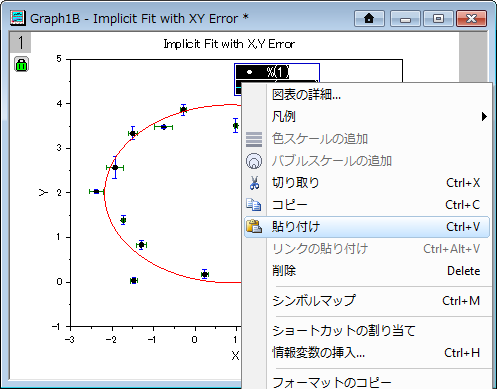 Graph1B - Implicit Fit with XY Error *
1
Implicit Fit with X,Y Error
%(1)
5
4
3
2
1
0
-1
Y
-3
-2
-1
0
1
X
図表の詳細...
凡例
色スケールの追加
バブルスケールの追加
切り取り Ctrl+X
コピー Ctrl+C
貼り付け Ctrl+V
リンクの貼り付け Ctrl+Alt+V
削除 Delete
シンボルマップ Ctrl+M
ショートカットの割り当て
情報変数の挿入... Ctrl+H
フォーマットのコピー